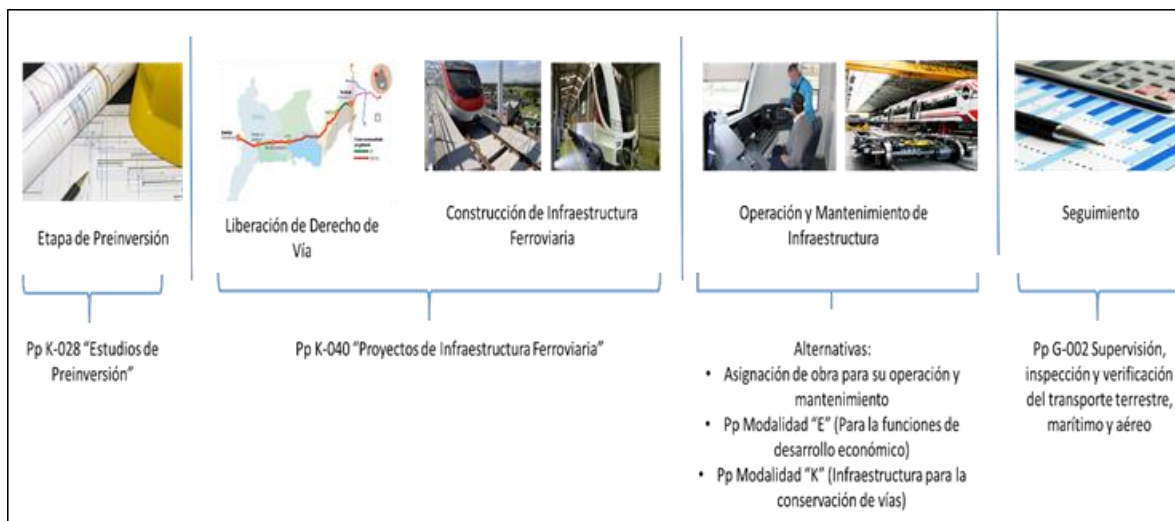 Etapa de Preinversión
Liberación de Derecho de
Vía
Construcción de Infraestructura
Ferroviaria
Operación y Mantenimiento de
Infraestructura
Seguimiento
Pp K-028 "Estudios de
Preinversión"
Pp K-040 "Proyectos de Infraestructura Ferroviaria"
Alternativas:
• Asignación de obra para su operación y
mantenimiento
• Pp Modalidad "E" (Para la funciones de
desarrollo económico)
• Pp Modalidad "K" (Infraestructura para la
conservación de vías)
Pp G-002 Supervisión,
inspección y verificación
del transporte terrestre,
marítimo y aéreo